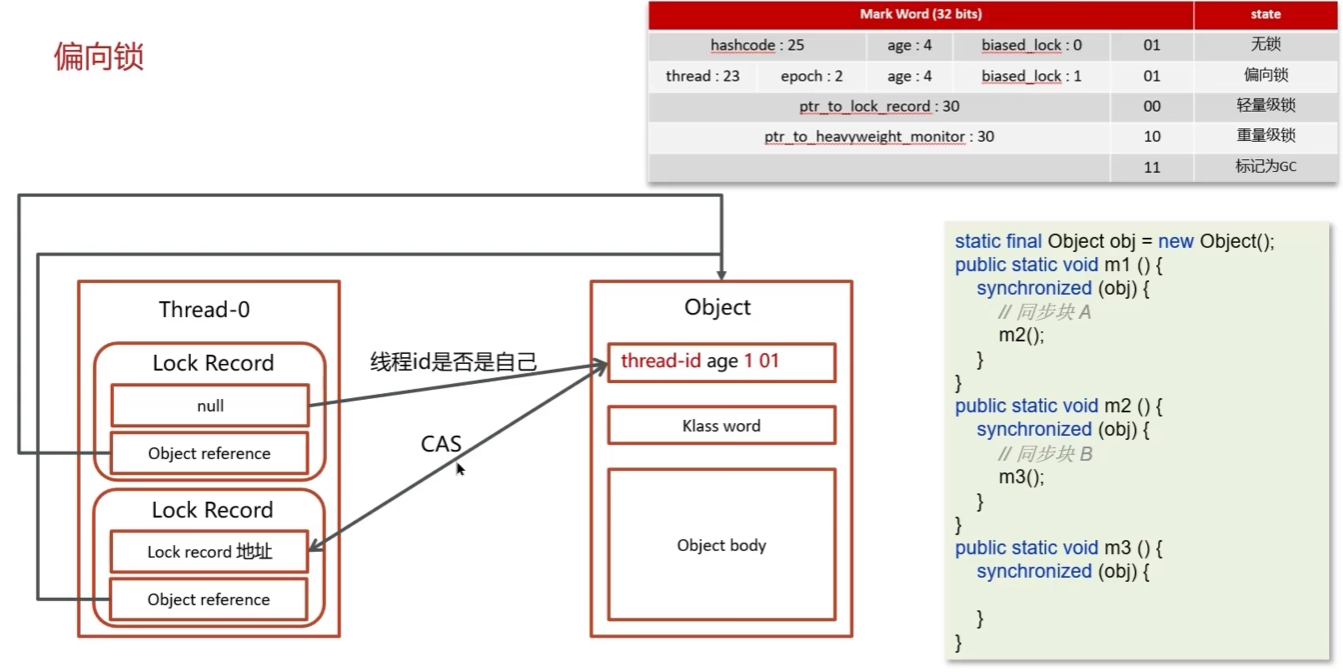 偏向锁
Mark Word (32 bits) state
hashcode : 25 age : 4 biased_lock : 0 01 无锁
thread : 23 epoch : 2 age : 4 biased_lock : 1 01 偏向锁
ptr_to_lock_record : 30 00 轻量级锁
ptr_to_heavyweight_monitor : 30 10 重量级锁
11 标记为GC
Thread-0
Lock Record
null
Object reference
Lock Record
Lock record 地址
Object reference
线程id是否是自己
CAS
Object
thread-id age 1 01
Klass word
Object body
static final Object obj = new Object();
public static void m1 () {
synchronized (obj) {
// 同步块 A
m2();
}
}
public static void m2 () {
synchronized (obj) {
// 同步块 B
m3();
}
}
public static void m3 () {
synchronized (obj) {
}
}